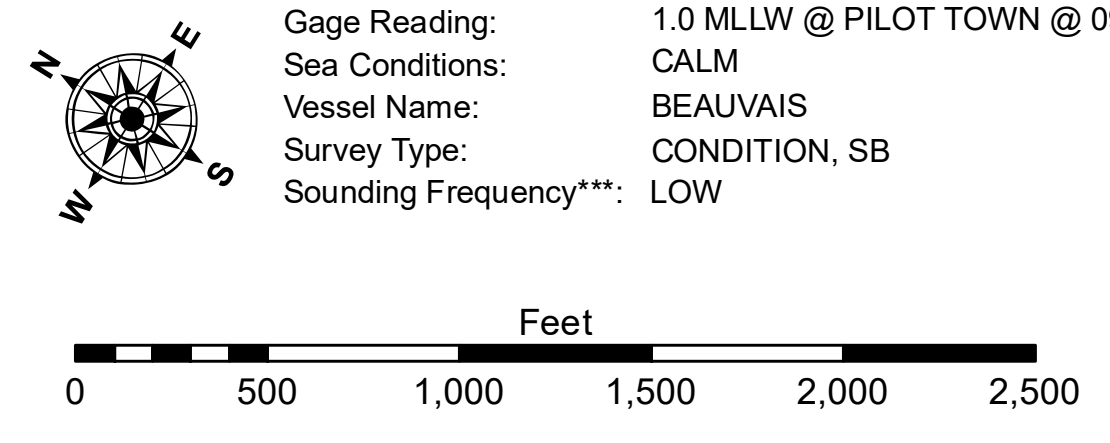 N
E
S
W
Gage Reading: 1.0 MLLW @ PILOT TOWN @ 09
Sea Conditions: CALM
Vessel Name: BEAUVAIS
Survey Type: CONDITION, SB
Sounding Frequency***: LOW
Feet
0 500 1,000 1,500 2,000 2,500